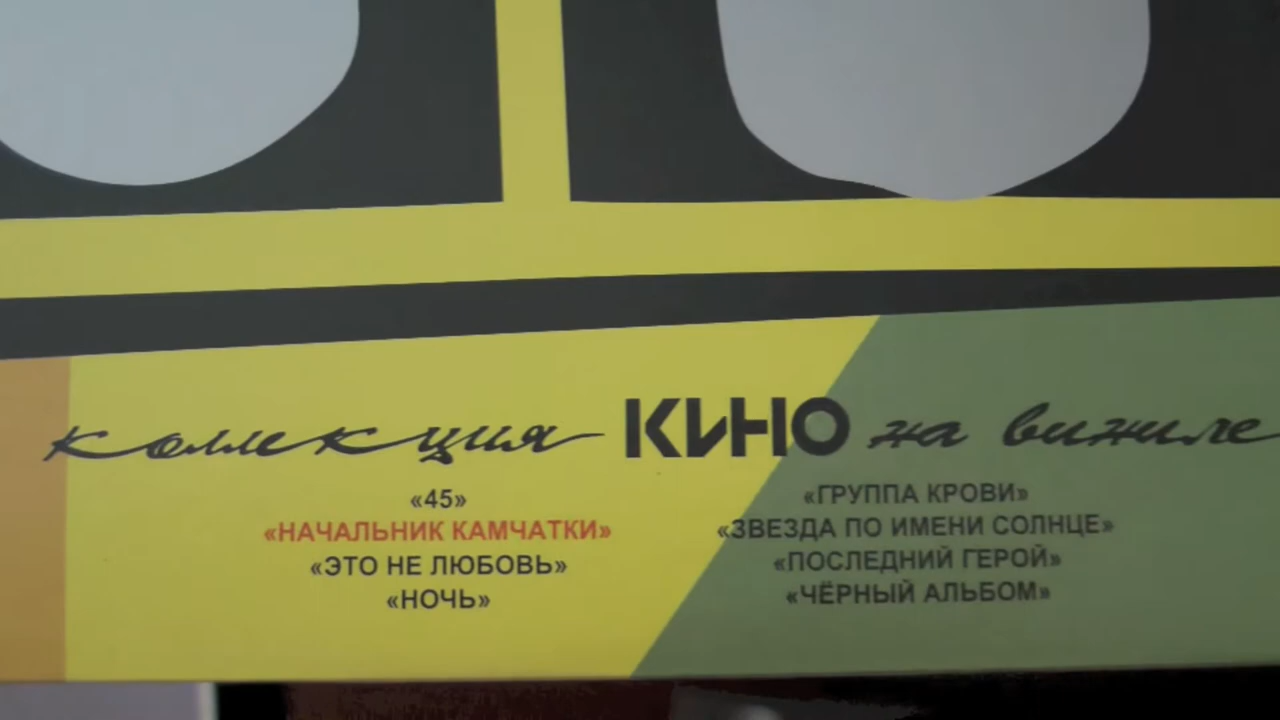 коллекция КИНО на виниле
«45»
«НАЧАЛЬНИК КАМЧАТКИ»
«ЭТО НЕ ЛЮБОВЬ»
«НОЧЬ»
«ГРУППА КРОВИ»
«ЗВЕЗДА ПО ИМЕНИ СОЛНЦЕ»
«ПОСЛЕДНИЙ ГЕРОЙ»
«ЧЁРНЫЙ АЛЬБОМ»